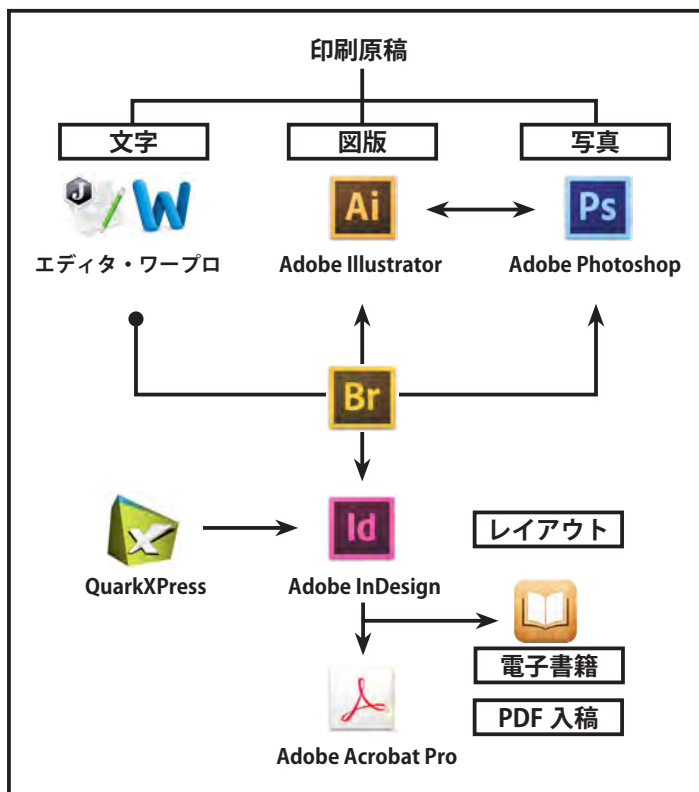 印刷原稿
文字
図版
写真
J
W
Ai
Ps
エディタ・ワープロ
Adobe Illustrator
Adobe Photoshop
Br
Id
レイアウト
QuarkXPress
Adobe InDesign
電子書籍
PDF 入稿
Adobe Acrobat Pro